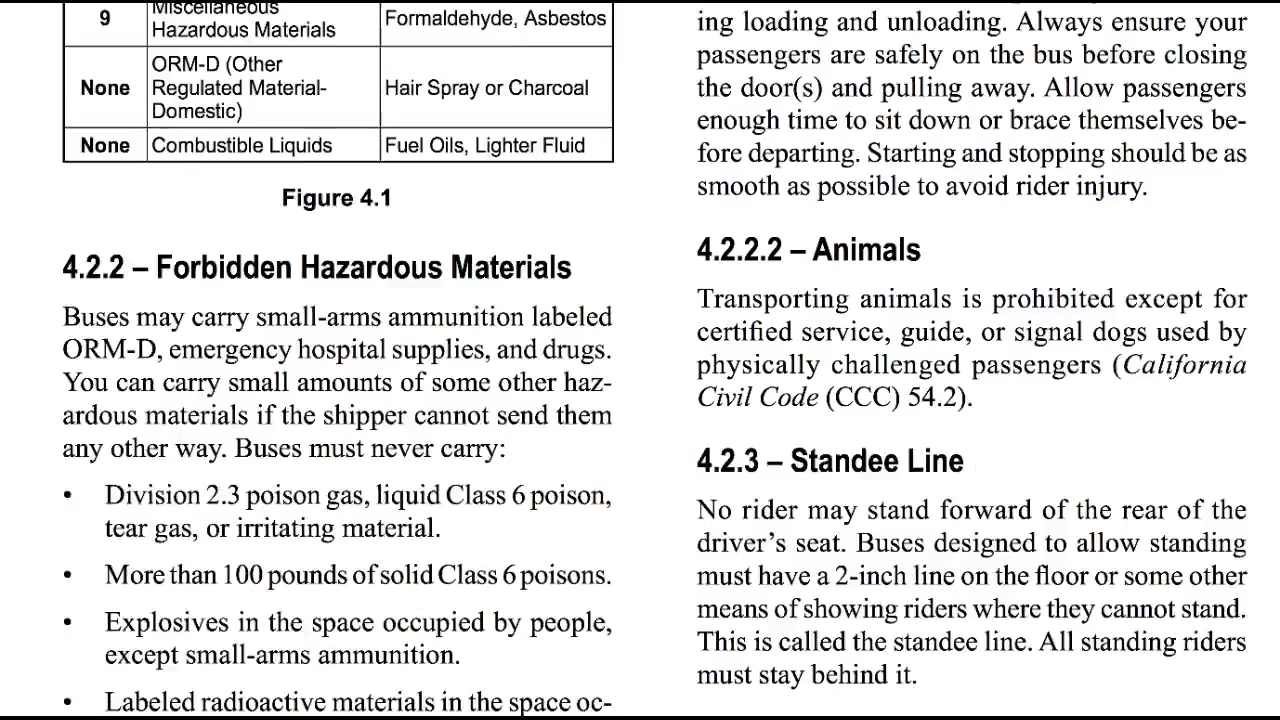 9
Miscellaneous
Hazardous Materials
Formaldehyde, Asbestos
None
ORM-D (Other
Regulated Material-
Domestic)
Hair Spray or Charcoal
None
Combustible Liquids
Fuel Oils, Lighter Fluid
Figure 4.1
4.2.2 – Forbidden Hazardous Materials
Buses may carry small-arms ammunition labeled
ORM-D, emergency hospital supplies, and drugs.
You can carry small amounts of some other haz-
ardous materials if the shipper cannot send them
any other way. Buses must never carry:
• Division 2.3 poison gas, liquid Class 6 poison,
tear gas, or irritating material.
• More than 100 pounds of solid Class 6 poisons.
• Explosives in the space occupied by people,
except small-arms ammunition.
• Labeled radioactive materials in the space oc-
ing loading and unloading. Always ensure your
passengers are safely on the bus before closing
the door(s) and pulling away. Allow passengers
enough time to sit down or brace themselves be-
fore departing. Starting and stopping should be as
smooth as possible to avoid rider injury.
4.2.2.2 – Animals
Transporting animals is prohibited except for
certified service, guide, or signal dogs used by
physically challenged passengers (California
Civil Code (CCC) 54.2).
4.2.3 – Standee Line
No rider may stand forward of the rear of the
driver’s seat. Buses designed to allow standing
must have a 2-inch line on the floor or some other
means of showing riders where they cannot stand.
This is called the standee line. All standing riders
must stay behind it.